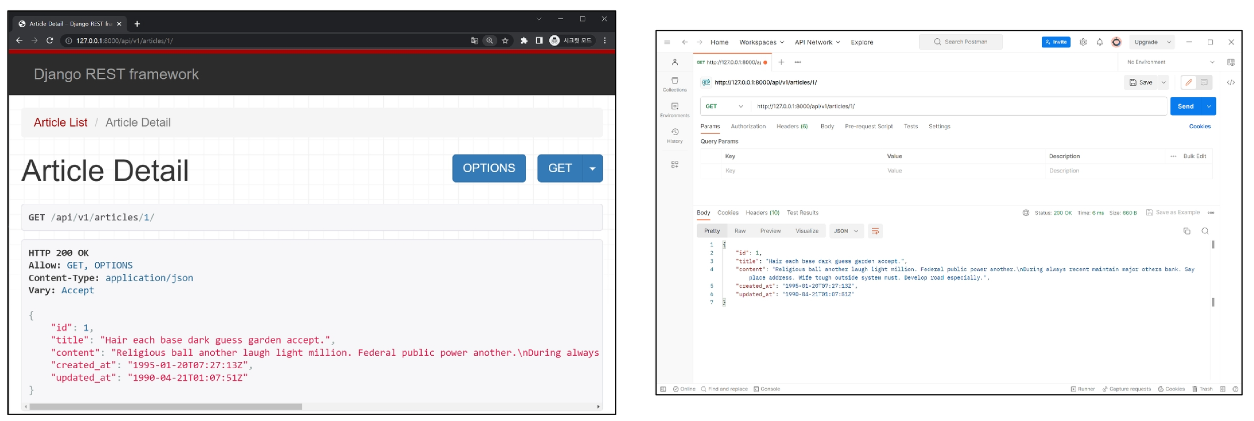 Article Detail – Django REST fra
127.0.0.1:8000/api/v1/articles/1/
시크릿 모드
Django REST framework
Article List / Article Detail
Article Detail
OPTIONS
GET
GET /api/v1/articles/1/
HTTP 200 OK
Allow: GET, OPTIONS
Content-Type: application/json
Vary: Accept
{
"id": 1,
"title": "Hair each base dark guess garden accept.",
"content": "Religious ball another laugh light million. Federal public power another.\nDuring always
"created_at": "1995-01-20T07:27:13Z",
"updated_at": "1990-04-21T01:07:51Z"
}
Home Workspaces API Network Explore
Search Postman
Invite
Upgrade
GET http://127.0.0.1:8000/
No Environment
Collections
Environments
History
http://127.0.0.1:8000/api/v1/articles/1/
Save
GET
http://127.0.0.1:8000/api/v1/articles/1/
Send
Params Authorization Headers (6) Body Pre-request Script Tests Settings
Cookies
Query Params
Key Value Description Bulk Edit
Key Value Description
Body Cookies Headers (10) Test Results
Status: 200 OK Time: 6 ms Size: 860 B Save as Example
Pretty Raw Preview Visualize JSON
1 {
2 "id": 1,
3 "title": "Hair each base dark guess garden accept.",
4 "content": "Religious ball another laugh light million. Federal public power another.\nDuring always recent maintain major others bank. Say
place address. Wife tough outside system must. Develop road especially.",
5 "created_at": "1995-01-20T07:27:13Z",
6 "updated_at": "1990-04-21T01:07:51Z"
7 }
Online Find and replace Console
Runner Capture requests Cookies Trash